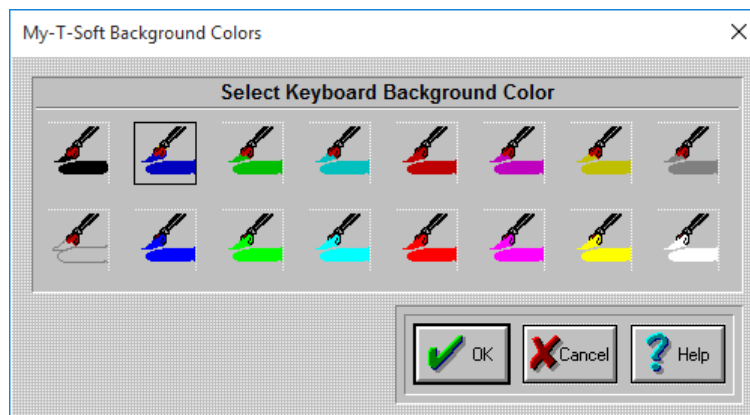 My-T-Soft Background Colors
Select Keyboard Background Color
OK
Cancel
Help